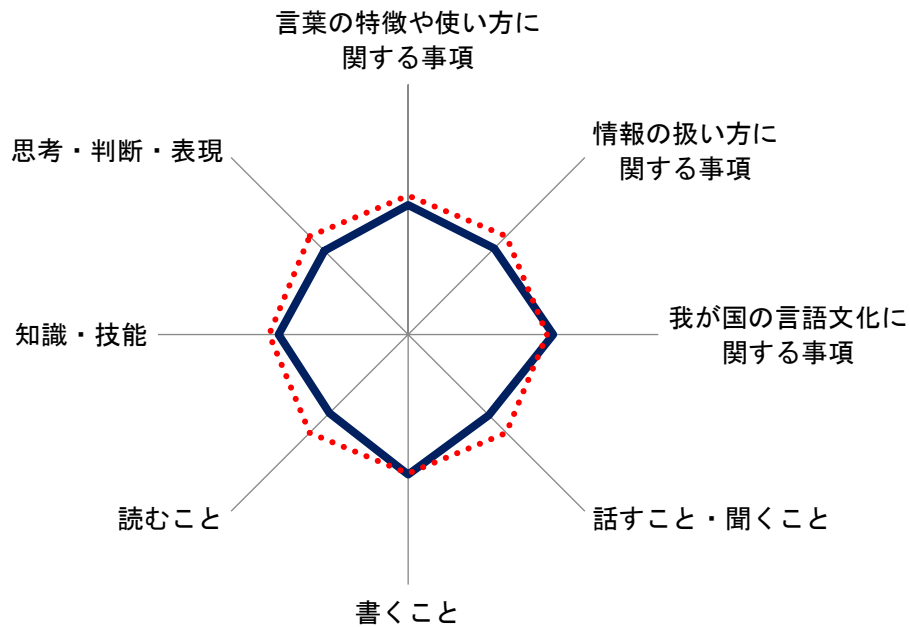 言葉の特徴や使い方に
関する事項
情報の扱い方に
関する事項
我が国の言語文化に
関する事項
話すこと・聞くこと
書くこと
読むこと
知識・技能
思考・判断・表現